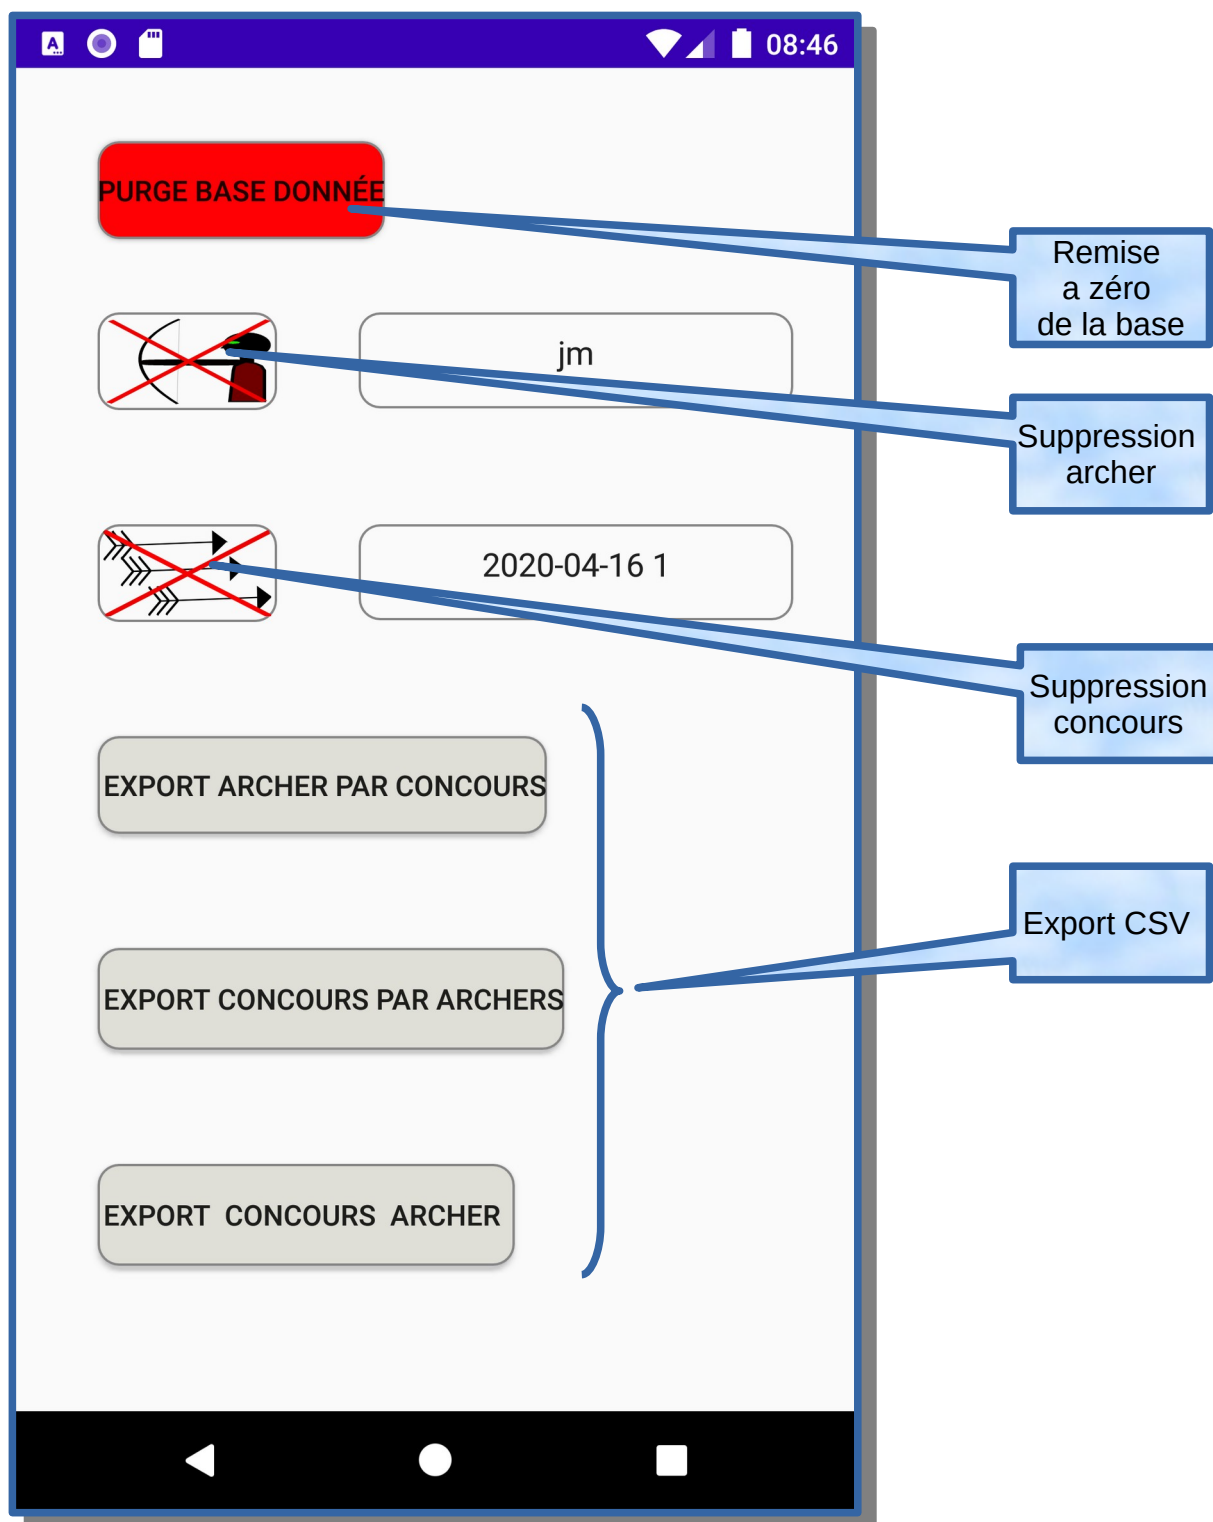 08:46
PURGE BASE DONNÉE
Remise
a zéro
de la base
jm
Suppression
archer
2020-04-16 1
Suppression
concours
EXPORT ARCHER PAR CONCOURS
Export CSV
EXPORT CONCOURS PAR ARCHERS
EXPORT CONCOURS ARCHER